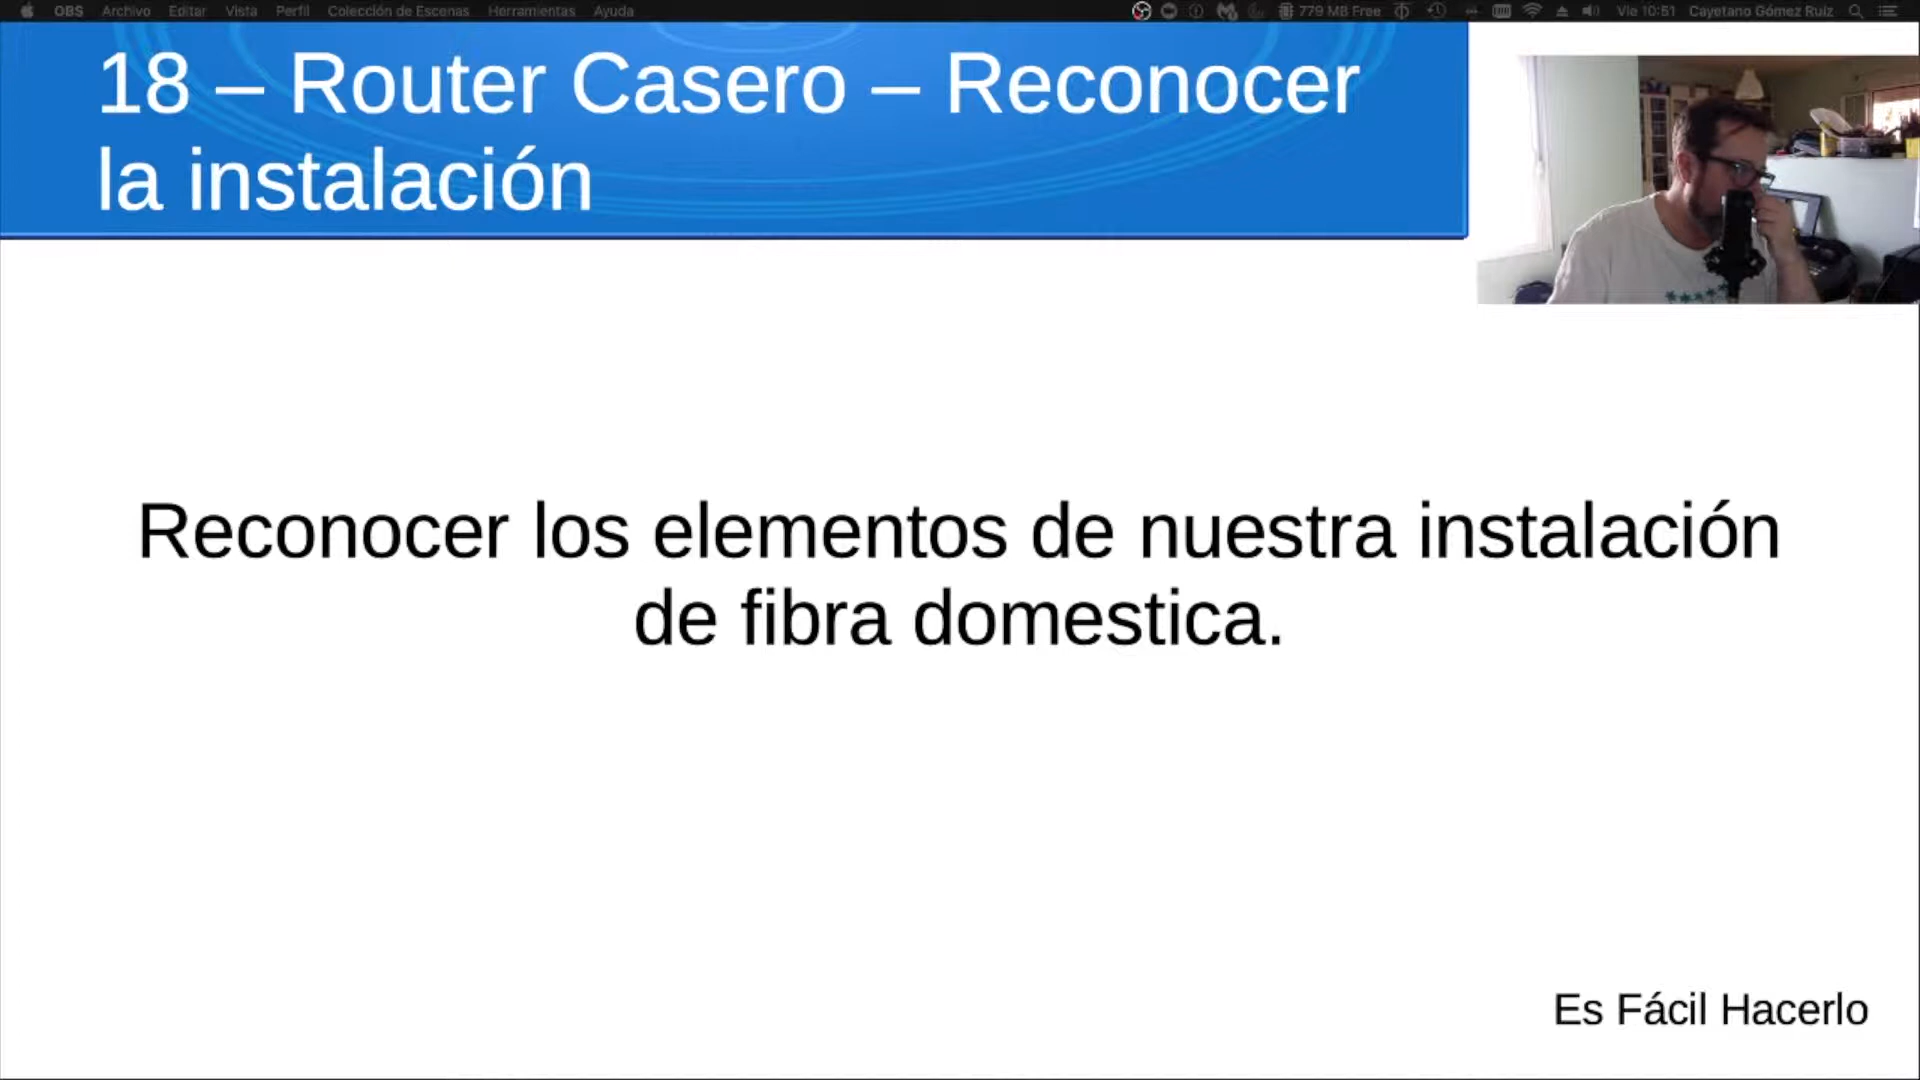 OBS Archivo Editar Vista Perfil Colección de Escenas Herramientas Ayuda 779 MB Free Vie 10:51 Cayetano Gómez Ruiz
18 – Router Casero – Reconocer
la instalación
Reconocer los elementos de nuestra instalación
de fibra domestica.
Es Fácil Hacerlo